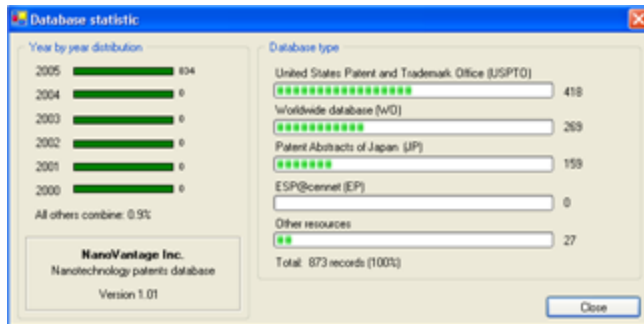 Database statistic
Year by year distribution
2005 834
2004 0
2003 0
2002 0
2001 0
2000 0
All others combine: 0.9%
NanoVantage Inc.
Nanotechnology patents database
Version 1.01
Database type
United States Patent and Trademark Office (USPTO)
418
Worldwide database (WO)
269
Patent Abstracts of Japan (JP)
159
ESP@cennet (EP)
0
Other resources
27
Total: 873 records (100%)
Close